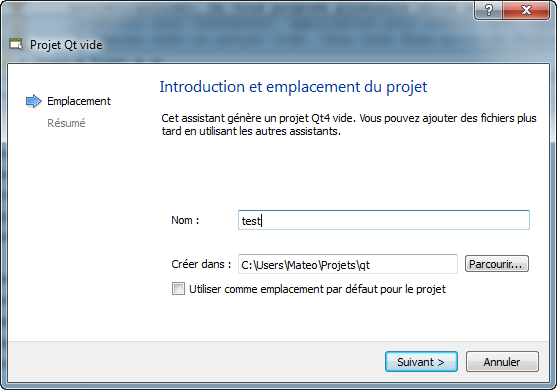 Projet Qt vide
Introduction et emplacement du projet
Emplacement
Résumé
Cet assistant génère un projet Qt4 vide. Vous pouvez ajouter des fichiers plus
tard en utilisant les autres assistants.
Nom :
test
Créer dans :
C:\Users\Mateo\Projets\qt
Parcourir...
Utiliser comme emplacement par défaut pour le projet
Suivant >
Annuler